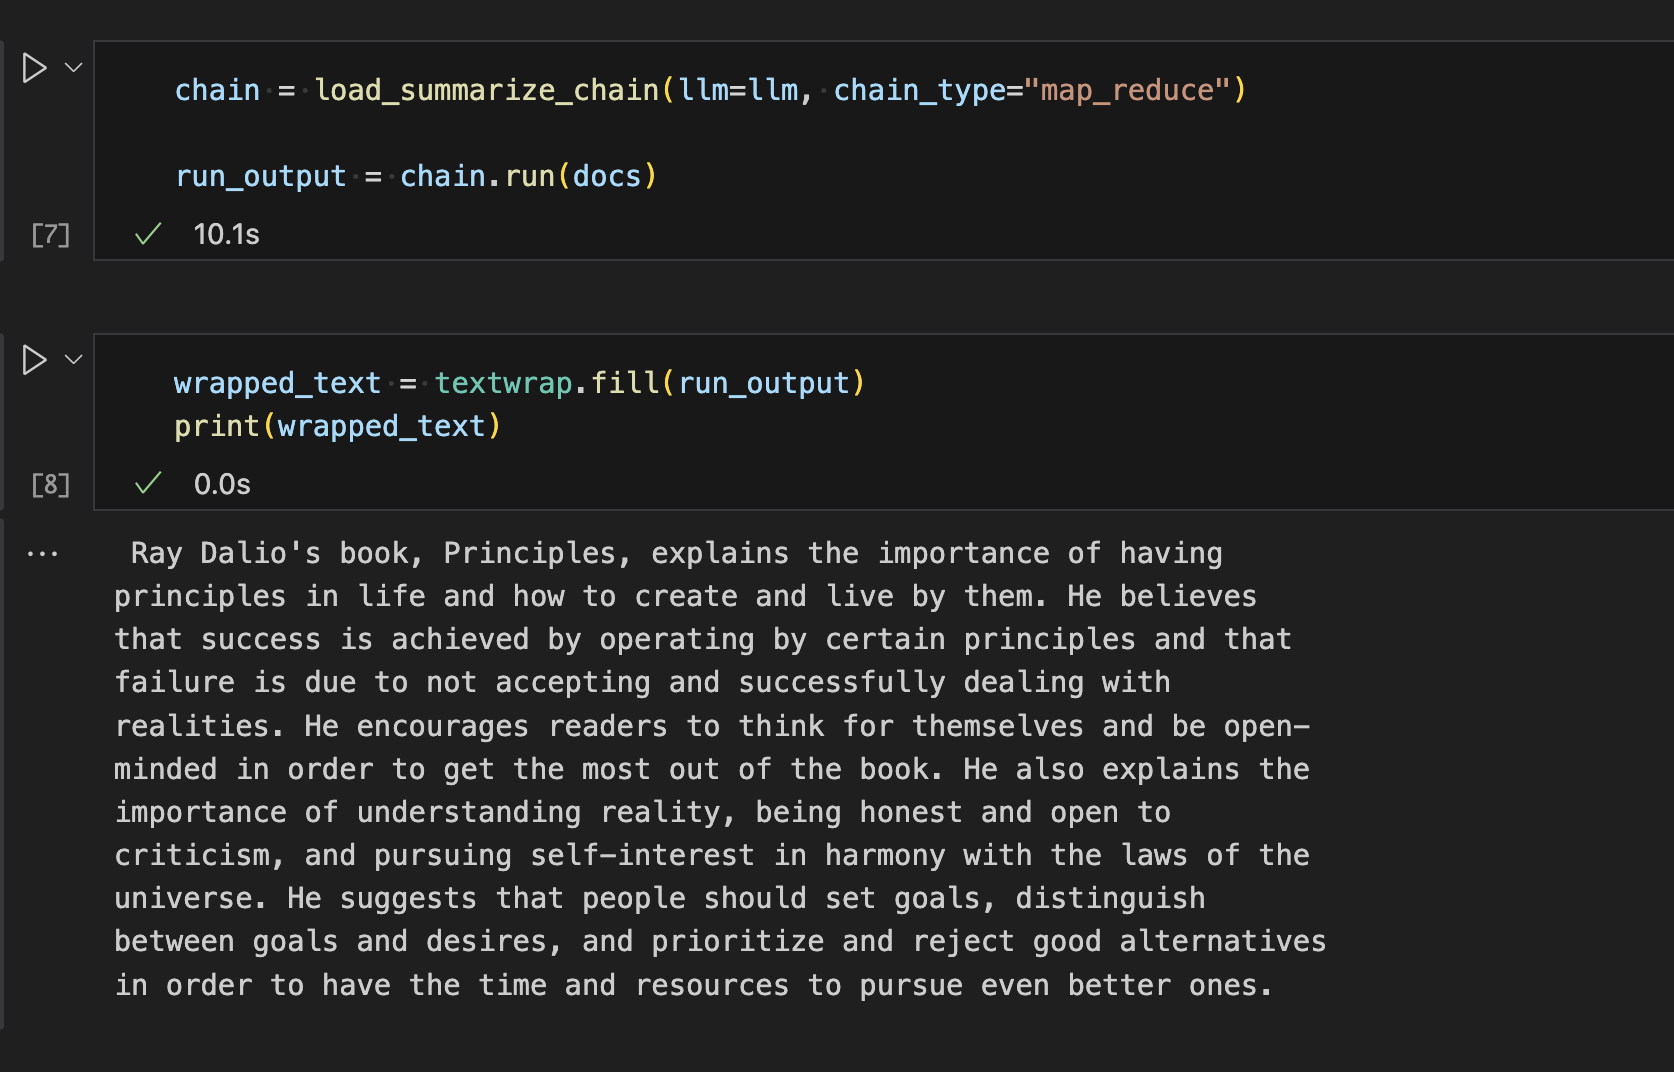 chain = load_summarize_chain(llm=llm, chain_type="map_reduce")
run_output = chain.run(docs)
[7]
10.1s
wrapped_text = textwrap.fill(run_output)
print(wrapped_text)
[8]
0.0s
Ray Dalio's book, Principles, explains the importance of having
principles in life and how to create and live by them. He believes
that success is achieved by operating by certain principles and that
failure is due to not accepting and successfully dealing with
realities. He encourages readers to think for themselves and be open-
minded in order to get the most out of the book. He also explains the
importance of understanding reality, being honest and open to
criticism, and pursuing self-interest in harmony with the laws of the
universe. He suggests that people should set goals, distinguish
between goals and desires, and prioritize and reject good alternatives
in order to have the time and resources to pursue even better ones.